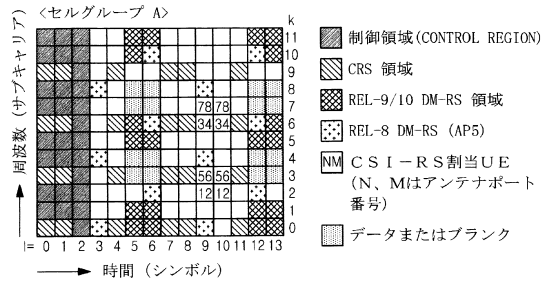 <セルグループ A>
k
周波数 (サブキャリア)
11
10
9
8
7
6
5
4
3
2
1
0
78 78
34 34
56 56
12 12
l= 0 1 2 3 4 5 6 7 8 9 10 11 12 13
時間 (シンボル)
制御領域(CONTROL REGION)
CRS 領域
REL-9/10 DM-RS 領域
REL-8 DM-RS (AP5)
NM CSI-RS割当UE
(N、Mはアンテナポート
番号)
データまたはブランク